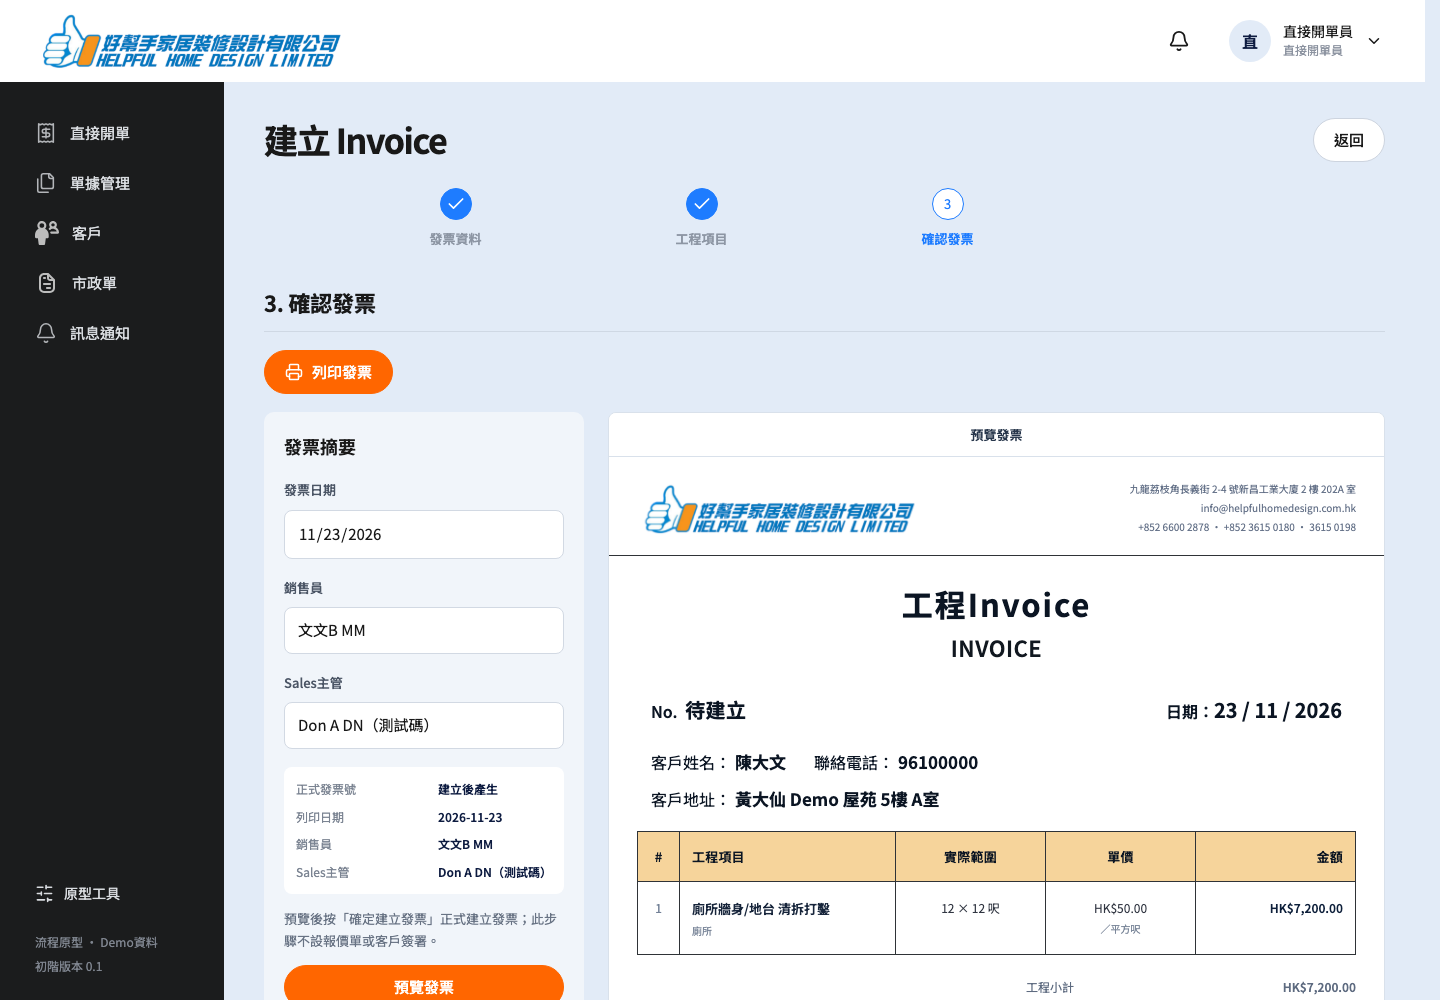 好幫手家居裝修設計有限公司
HELPFUL HOME DESIGN LIMITED
直
直接開單員
直接開單員
直接開單
單據管理
客戶
市政單
訊息通知
原型工具
流程原型 · Demo資料
初階版本 0.1
建立 Invoice
返回
發票資料
工程項目
3
確認發票
3. 確認發票
列印發票
發票摘要
發票日期
11/23/2026
銷售員
文文B MM
Sales主管
Don A DN（測試碼）
正式發票號 建立後產生
列印日期 2026-11-23
銷售員 文文B MM
Sales主管 Don A DN（測試碼）
預覽後按「確定建立發票」正式建立發票；此步
驟不設報價單或客戶簽署。
預覽發票
預覽發票
好幫手家居裝修設計有限公司
HELPFUL HOME DESIGN LIMITED
九龍荔枝角長義街 2-4 號新昌工業大廈 2 樓 202A 室
info@helpfulhomedesign.com.hk
+852 6600 2878 · +852 3615 0180 · 3615 0198
工程Invoice
INVOICE
No. 待建立
日期：23 / 11 / 2026
客戶姓名： 陳大文 聯絡電話： 96100000
客戶地址： 黃大仙 Demo 屋苑 5樓 A室
# 工程項目 實際範圍 單價 金額
1 廁所牆身/地台 清拆打鑿 12 × 12 呎 HK$50.00 HK$7,200.00
廁所 ／平方呎
工程小計 HK$7,200.00